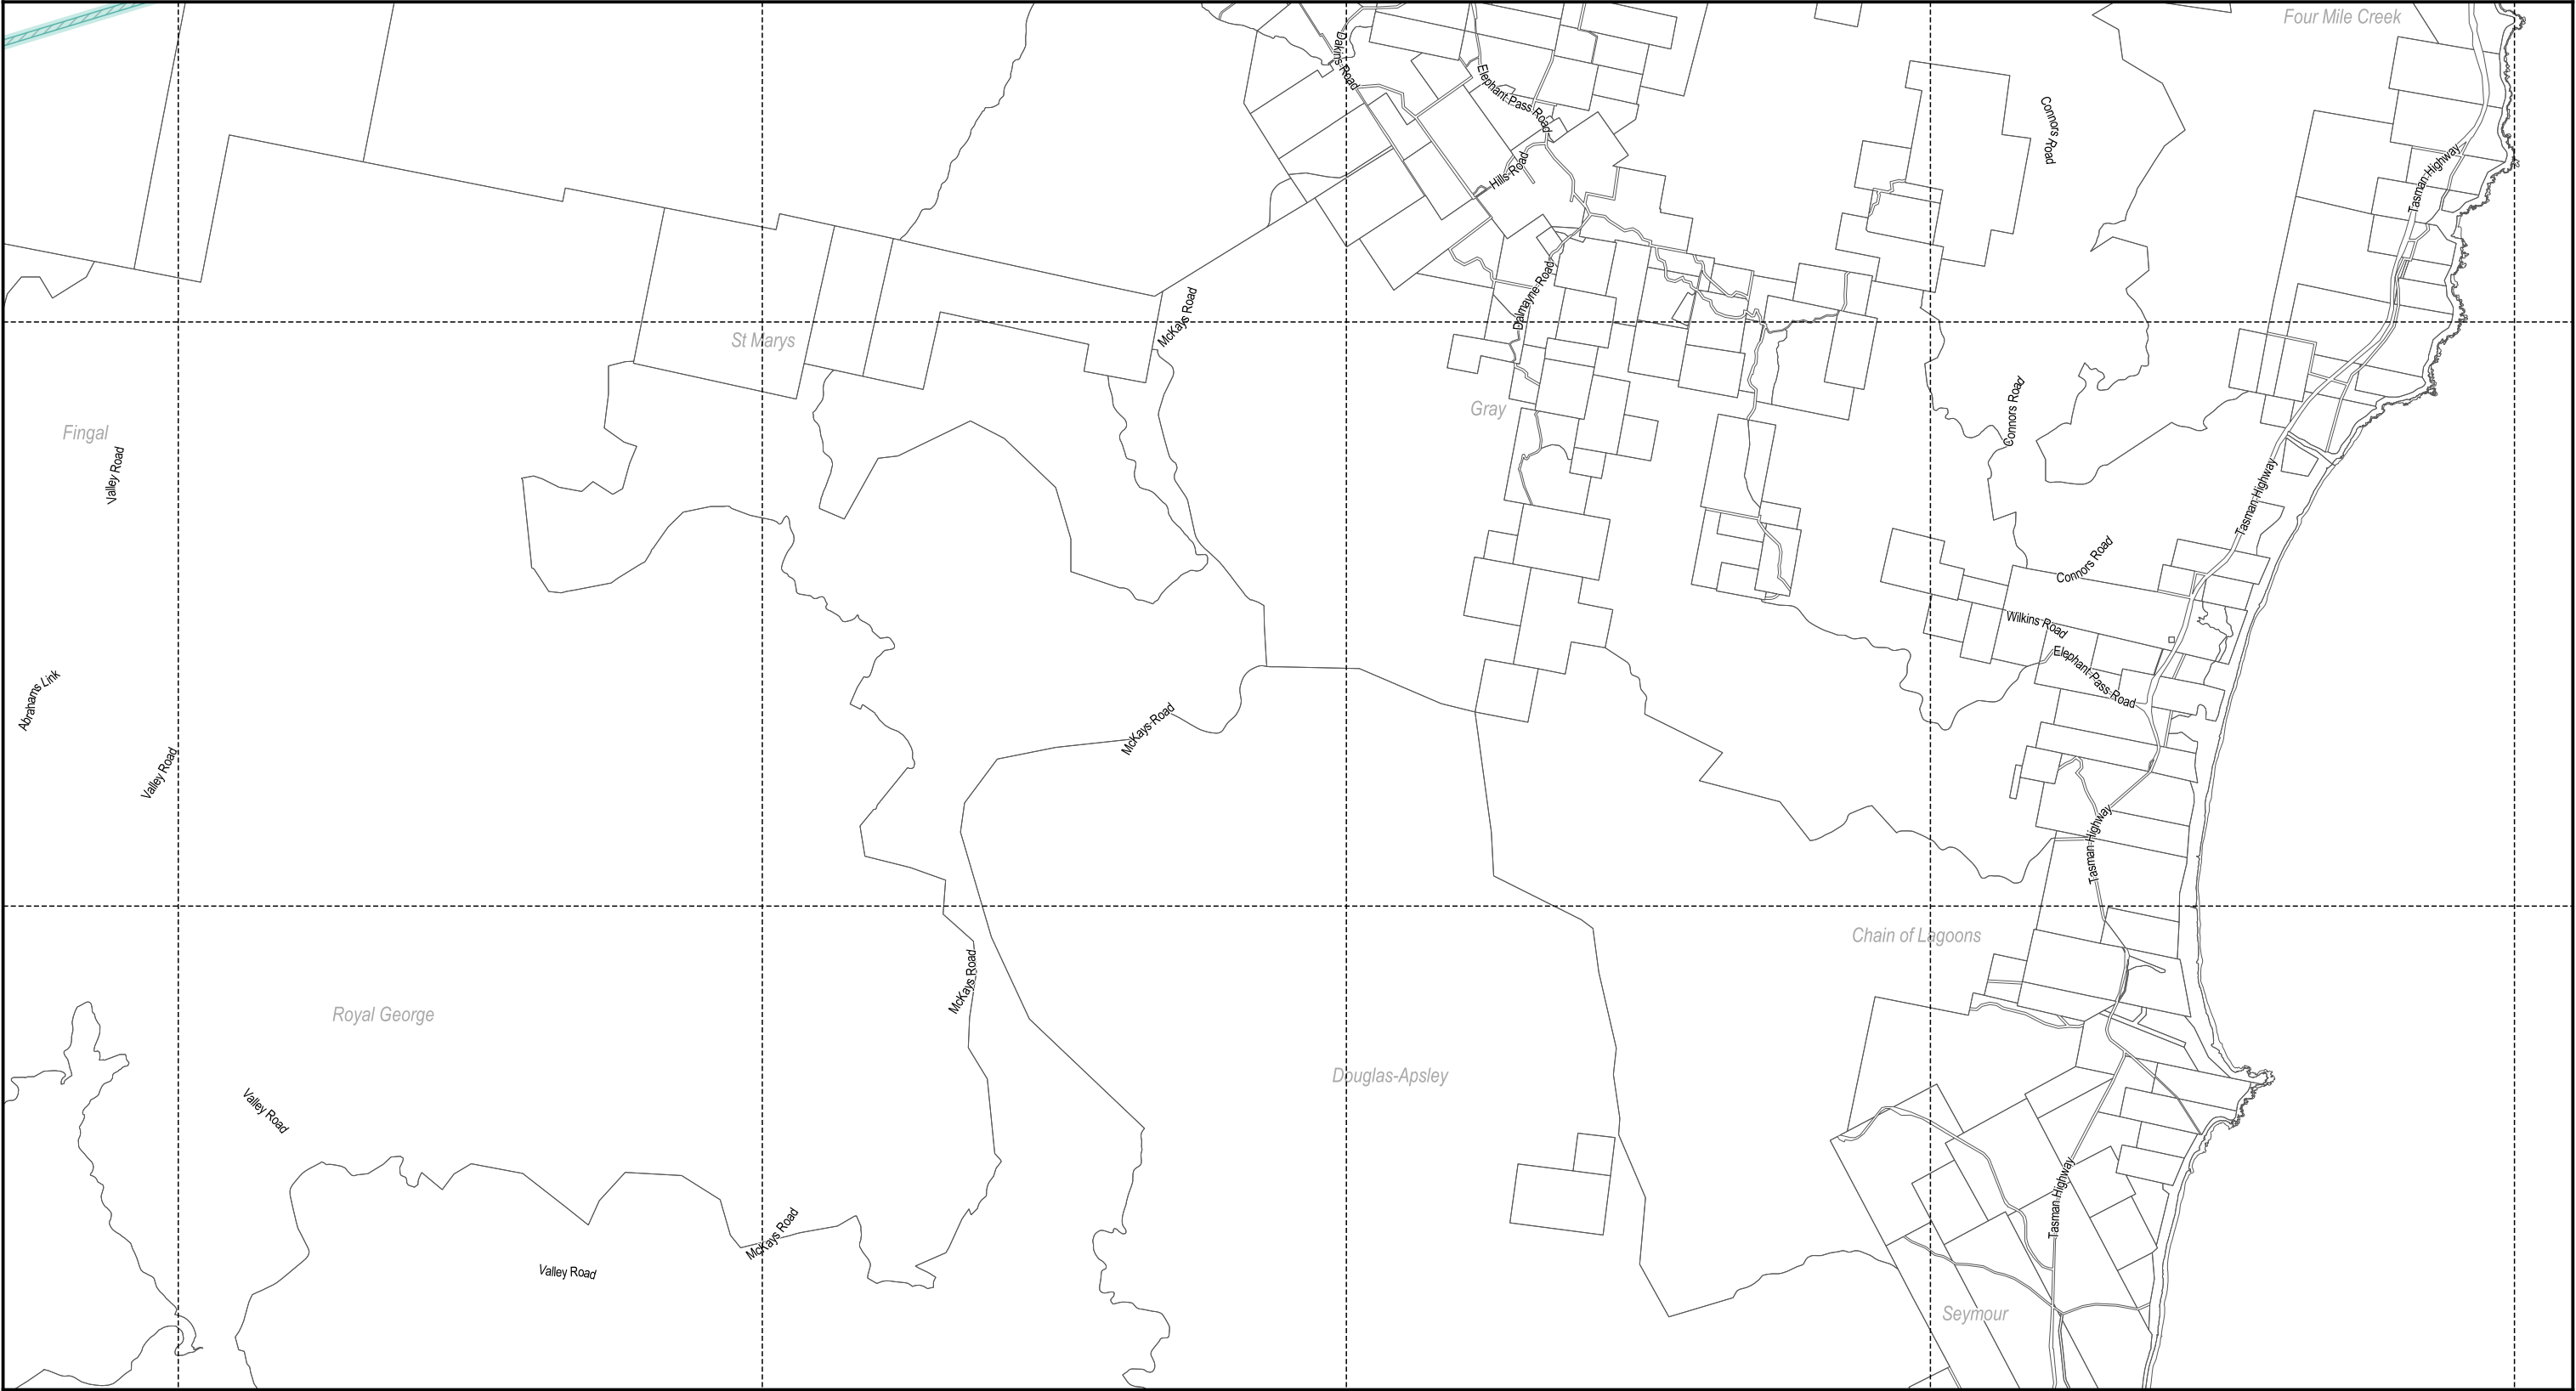 Four Mile Creek
Dakins Road
Elephant Pass Road
Connors Road
Tasman Highway
Hills Road
Dalmayne Road
McKays Road
St Marys
Gray
Connors Road
Fingal
Valley Road
Tasman Highway
Connors Road
Wilkins Road
Elephant Pass Road
Abrahams Link
McKays Road
Valley Road
Tasman Highway
Chain of Lagoons
McKays Road
Royal George
Douglas-Apsley
Valley Road
Tasman Highway
McKays Road
Valley Road
Seymour